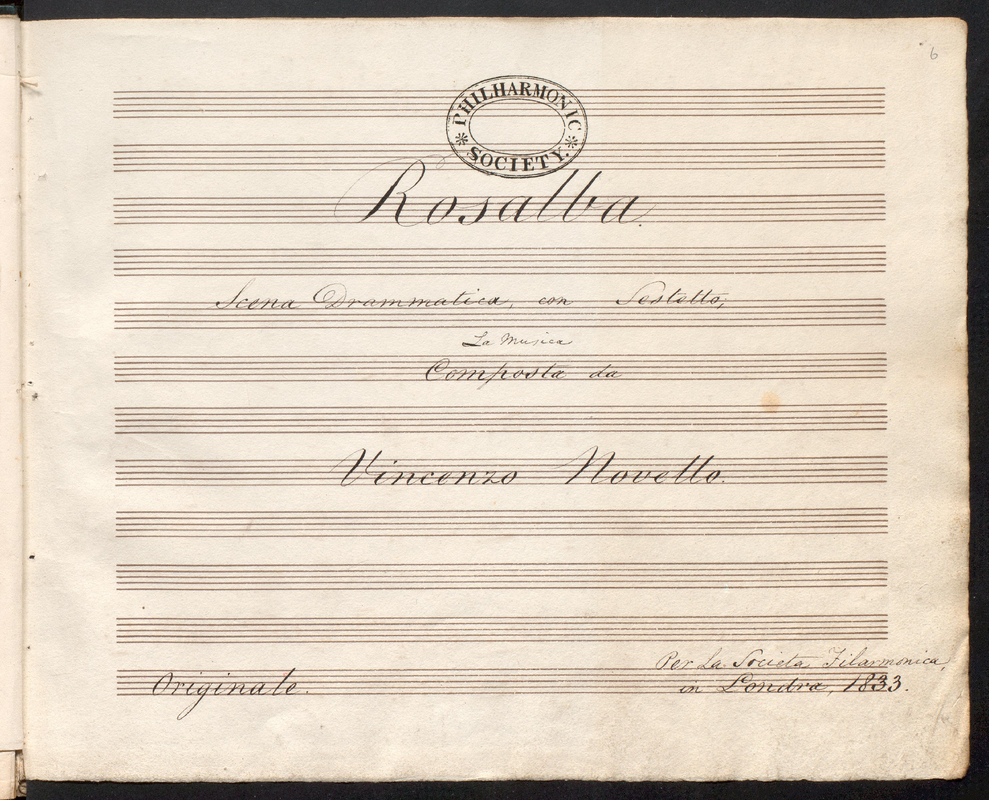 6
PHILHARMONIC
SOCIETY.
Rosalba.
Scena Drammatica, con Sestetto,
La Musica
Composta da
Vincenzo Novello.
Per La Societa Filarmonica,
Originale.
in Londra, 1833.